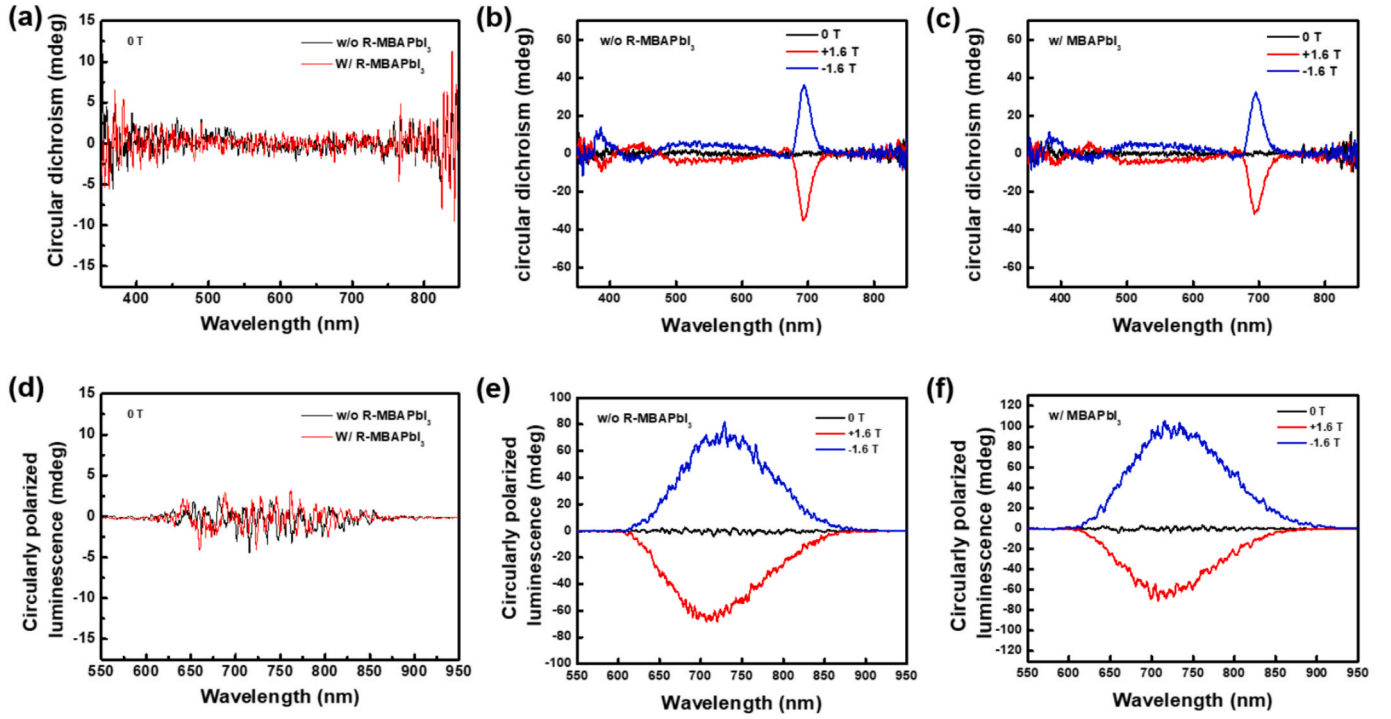 (a)
Circular dichroism (mdeg)
15
10
5
0
-5
-10
-15
0 T
w/o R-MBAPbI₃
W/ R-MBAPbI₃
400 500 600 700 800
Wavelength (nm)
(b)
circular dichroism (mdeg)
60
40
20
0
-20
-40
-60
w/o R-MBAPbI₃
0 T
+1.6 T
-1.6 T
400 500 600 700 800
Wavelength (nm)
(c)
circular dichroism (mdeg)
60
40
20
0
-20
-40
-60
w/ MBAPbI₃
0 T
+1.6 T
-1.6 T
400 500 600 700 800
Wavelength (nm)
(d)
Circularly polarized
luminescence (mdeg)
15
10
5
0
-5
-10
-15
0 T
w/o R-MBAPbI₃
W/ R-MBAPbI₃
550 600 650 700 750 800 850 900 950
Wavelength (nm)
(e)
Circularly polarized
luminescence (mdeg)
100
80
60
40
20
0
-20
-40
-60
-80
-100
w/o R-MBAPbI₃
0 T
+1.6 T
-1.6 T
550 600 650 700 750 800 850 900 950
Wavelength (nm)
(f)
Circularly polarized
luminescence (mdeg)
120
100
80
60
40
20
0
-20
-40
-60
-80
-100
-120
w/ MBAPbI₃
0 T
+1.6 T
-1.6 T
550 600 650 700 750 800 850 900 950
Wavelength (nm)